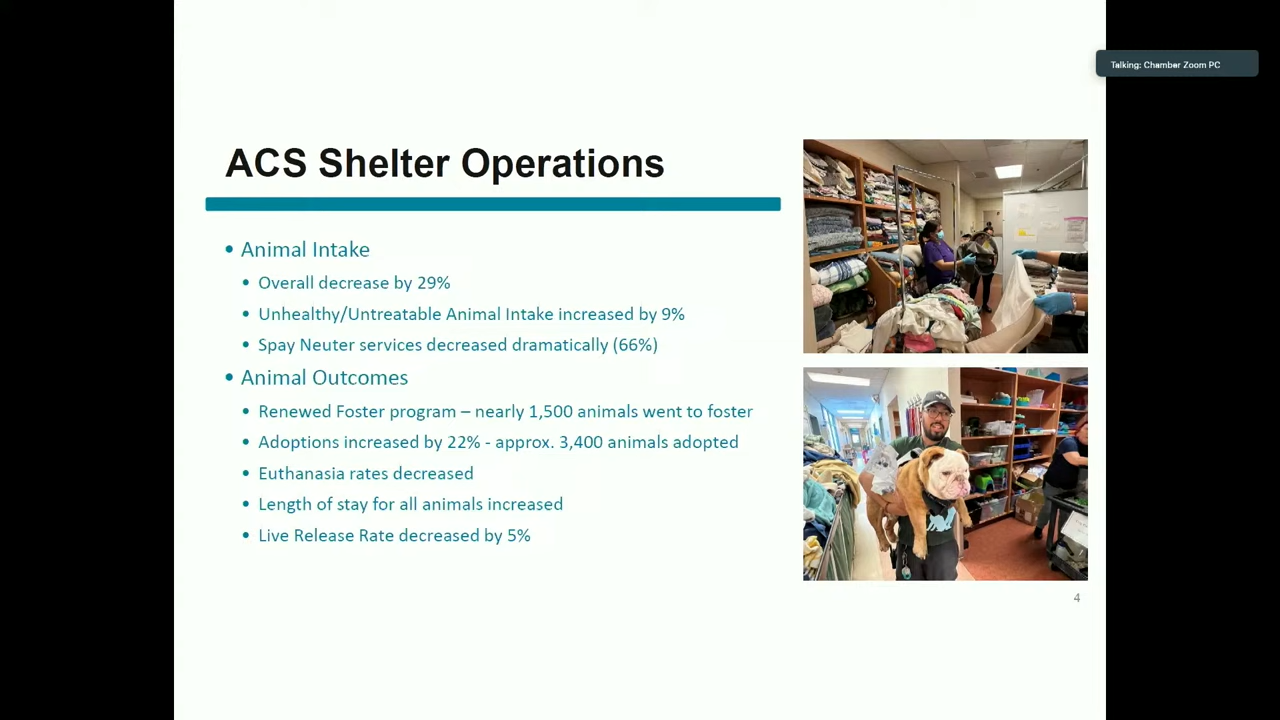 Talking: Chamber Zoom PC
ACS Shelter Operations
• Animal Intake
• Overall decrease by 29%
• Unhealthy/Untreatable Animal Intake increased by 9%
• Spay Neuter services decreased dramatically (66%)
• Animal Outcomes
• Renewed Foster program – nearly 1,500 animals went to foster
• Adoptions increased by 22% - approx. 3,400 animals adopted
• Euthanasia rates decreased
• Length of stay for all animals increased
• Live Release Rate decreased by 5%
4